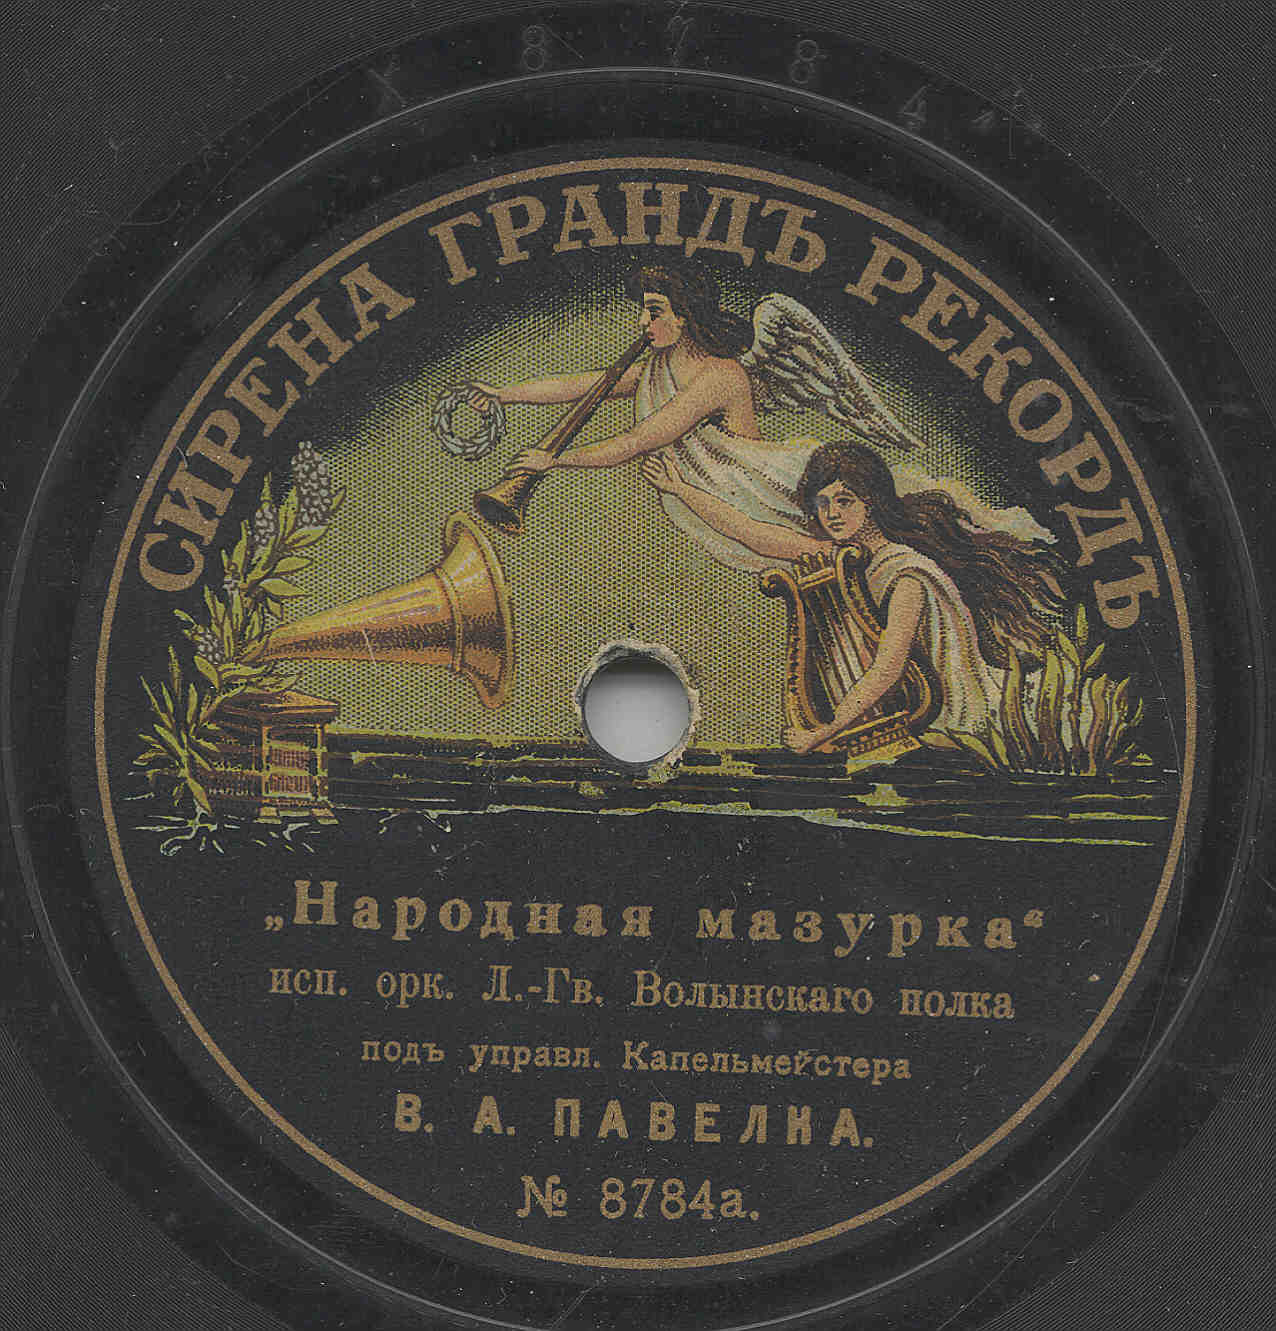 СИРЕНА ГРАНДЪ РЕКОРДЪ
„Народная мазурка“
исп. орк. Л.-Гв. Волынскаго полка
подъ управл. Капельмейстера
В. А. ПАВЕЛКА.
№ 8784а.